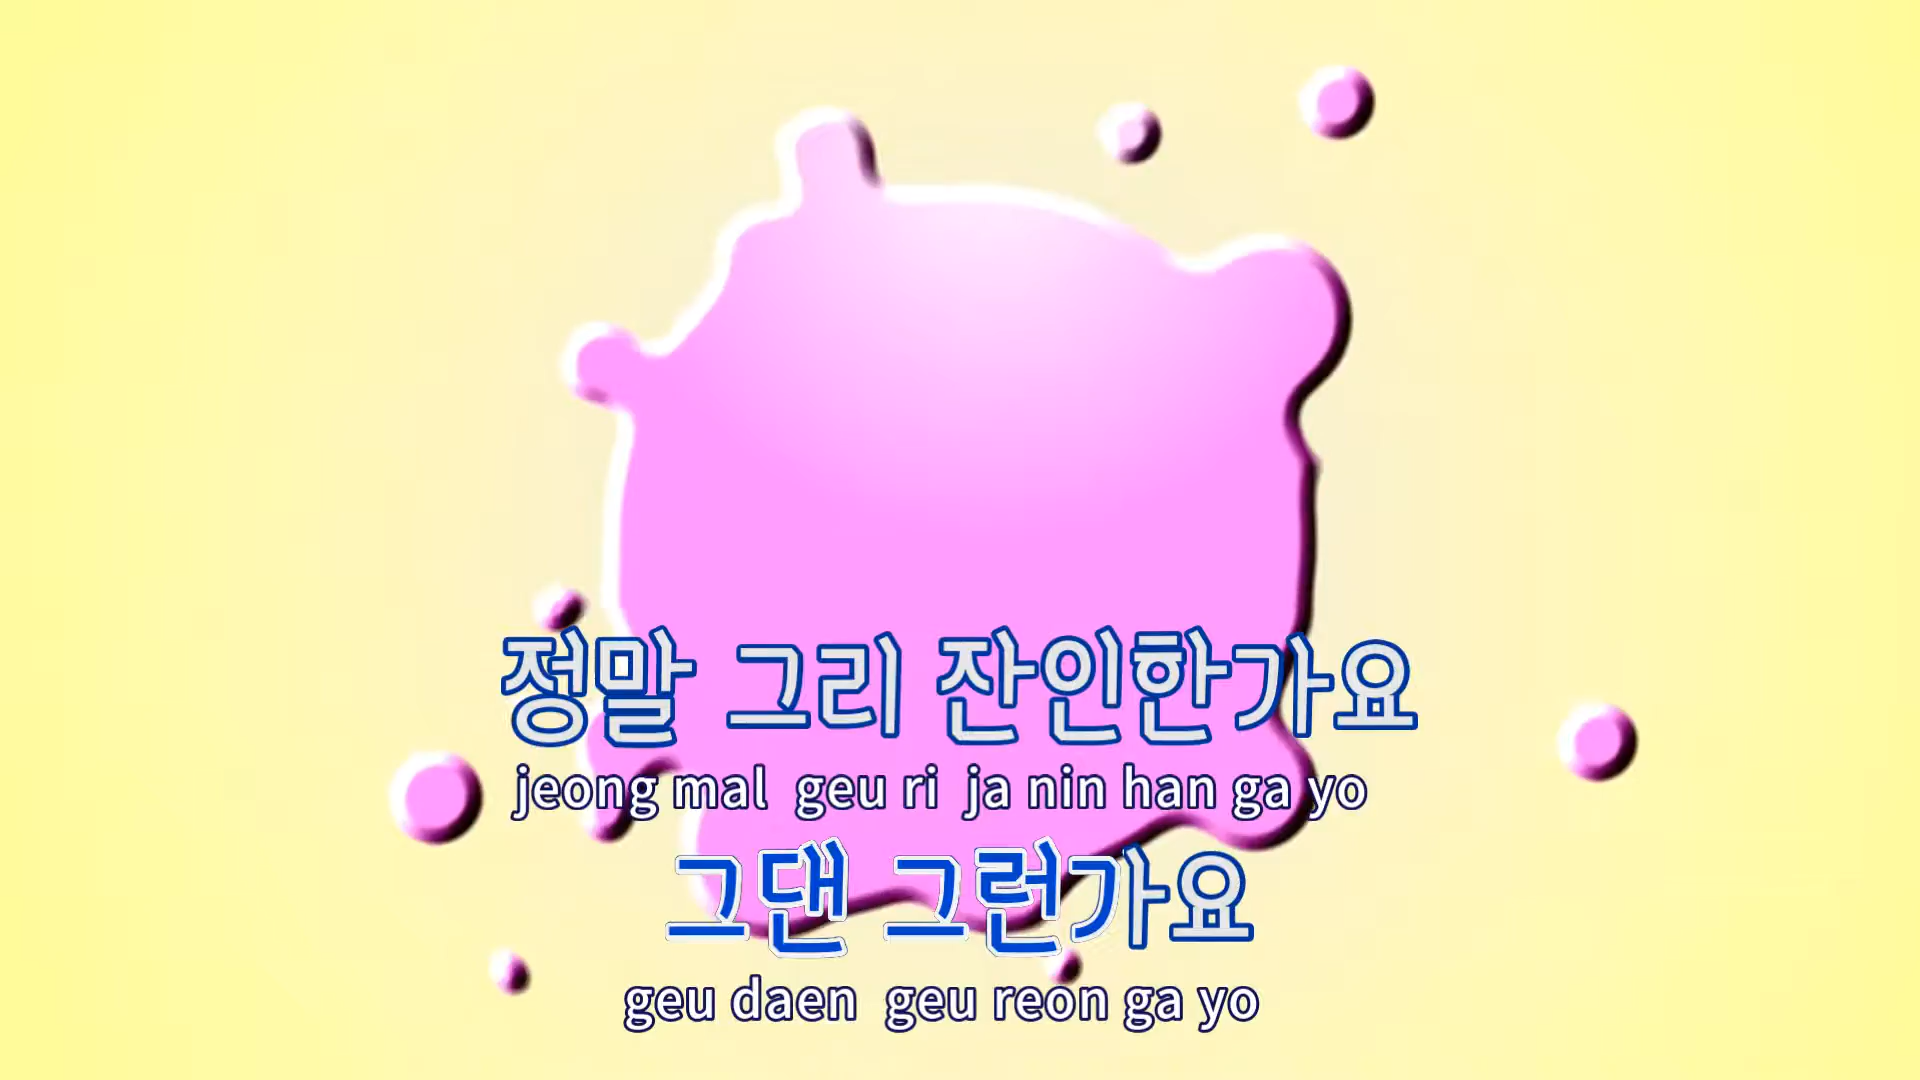 정말 그리 잔인한가요
jeong mal geu ri ja nin han ga yo
그댄 그런가요
geu daen geu reon ga yo